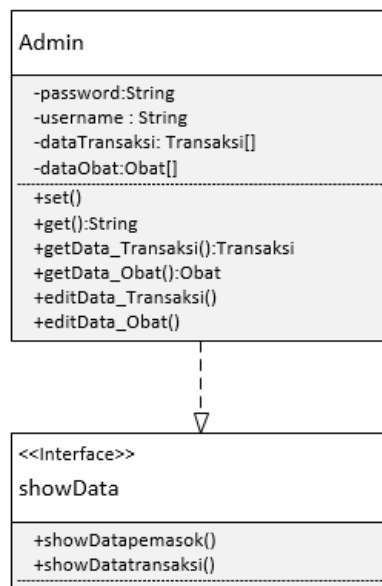 Admin
-password:String
-username : String
-dataTransaksi: Transaksi[]
-dataObat:Obat[]
+set()
+get():String
+getData_Transaksi():Transaksi
+getData_Obat():Obat
+editData_Transaksi()
+editData_Obat()
<<Interface>>
showData
+showDatapemasok()
+showDatatransaksi()